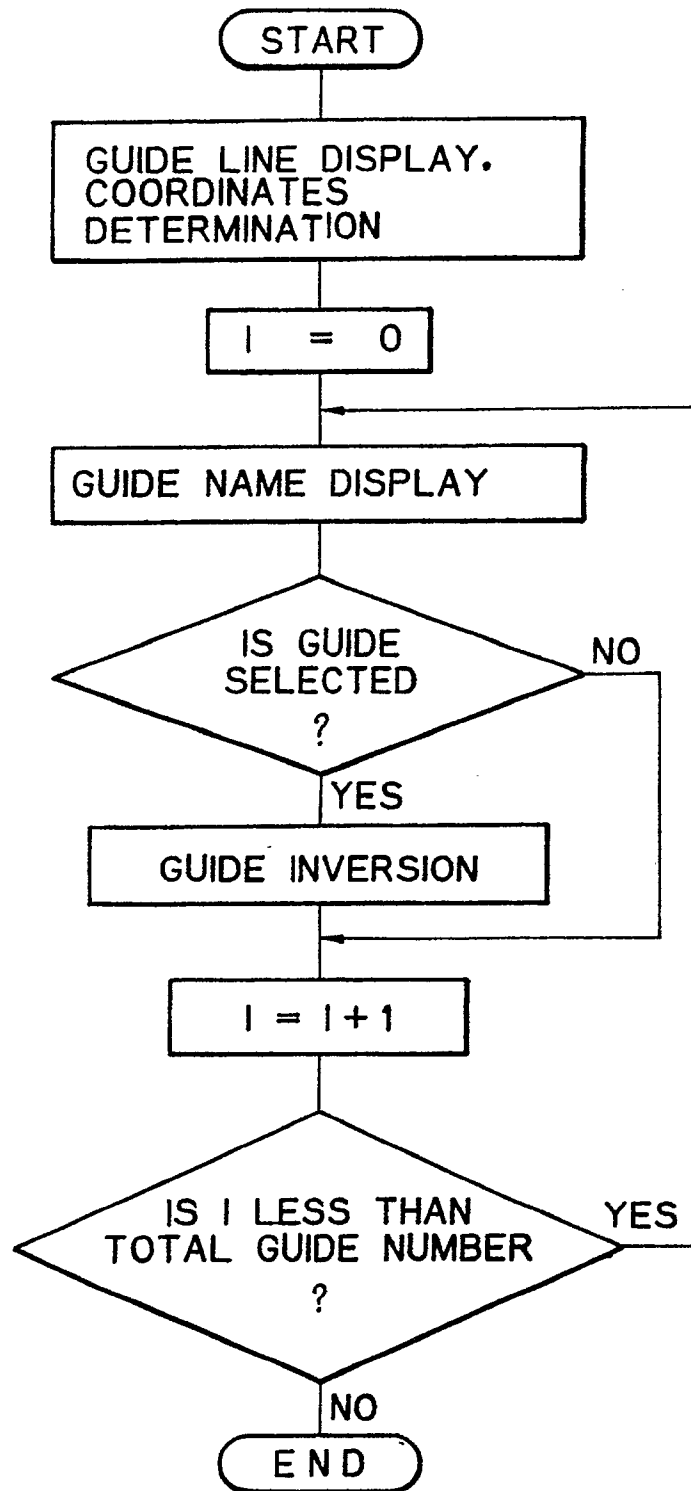 START
GUIDE LINE DISPLAY.
COORDINATES
DETERMINATION
I = 0
GUIDE NAME DISPLAY
IS GUIDE
SELECTED
?
NO
YES
GUIDE INVERSION
I = I + 1
IS I LESS THAN
TOTAL GUIDE NUMBER
?
YES
NO
END